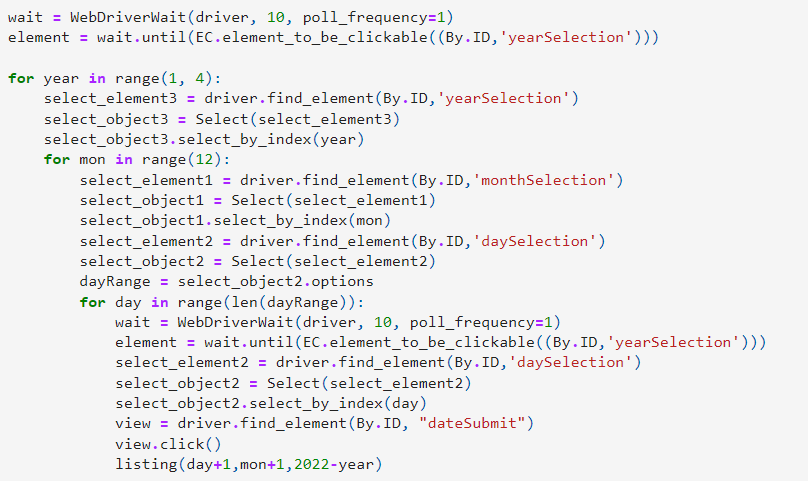 wait = WebDriverWait(driver, 10, poll_frequency=1)
element = wait.until(EC.element_to_be_clickable((By.ID,'yearSelection')))

for year in range(1, 4):
    select_element3 = driver.find_element(By.ID,'yearSelection')
    select_object3 = Select(select_element3)
    select_object3.select_by_index(year)
    for mon in range(12):
        select_element1 = driver.find_element(By.ID,'monthSelection')
        select_object1 = Select(select_element1)
        select_object1.select_by_index(mon)
        select_element2 = driver.find_element(By.ID,'daySelection')
        select_object2 = Select(select_element2)
        dayRange = select_object2.options
        for day in range(len(dayRange)):
            wait = WebDriverWait(driver, 10, poll_frequency=1)
            element = wait.until(EC.element_to_be_clickable((By.ID,'yearSelection')))
            select_element2 = driver.find_element(By.ID,'daySelection')
            select_object2 = Select(select_element2)
            select_object2.select_by_index(day)
            view = driver.find_element(By.ID, "dateSubmit")
            view.click()
            listing(day+1,mon+1,2022-year)